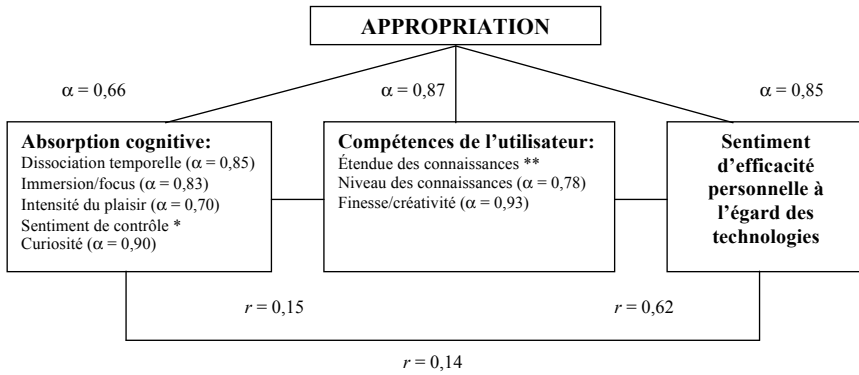 APPROPRIATION
α = 0,66
α = 0,87
α = 0,85
Absorption cognitive:
Dissociation temporelle (α = 0,85)
Immersion/focus (α = 0,83)
Intensité du plaisir (α = 0,70)
Sentiment de contrôle *
Curiosité (α = 0,90)
Compétences de l’utilisateur:
Étendue des connaissances **
Niveau des connaissances (α = 0,78)
Finesse/créativité (α = 0,93)
Sentiment
d’efficacité
personnelle à
l’égard des
technologies
r = 0,15
r = 0,62
r = 0,14